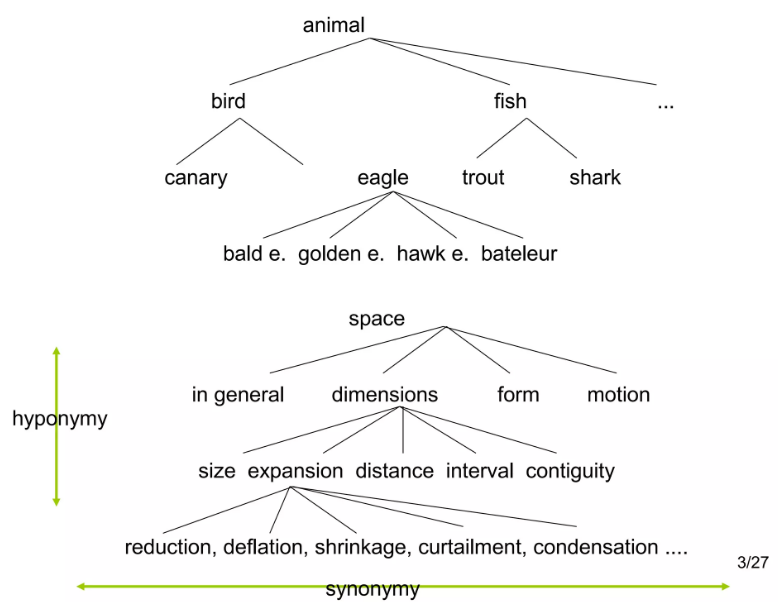 animal
bird fish ...
canary eagle trout shark
bald e. golden e. hawk e. bateleur
space
in general dimensions form motion
hyponymy
size expansion distance interval contiguity
reduction, deflation, shrinkage, curtailment, condensation ....
3/27
synonymy